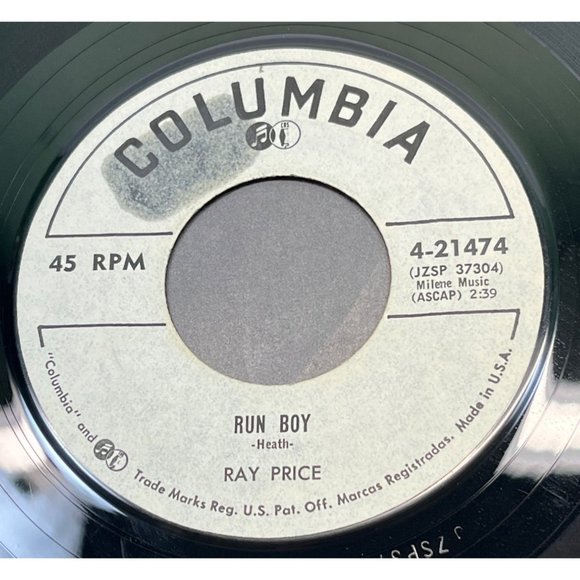 COLUMBIA
CBS
45 RPM
4-21474
(JZSP 37304)
Milene Music
(ASCAP) 2:39
RUN BOY
-Heath-
RAY PRICE
"Columbia" and Trade Marks Reg. U.S. Pat. Off. Marcas Registradas. Made in U.S.A.